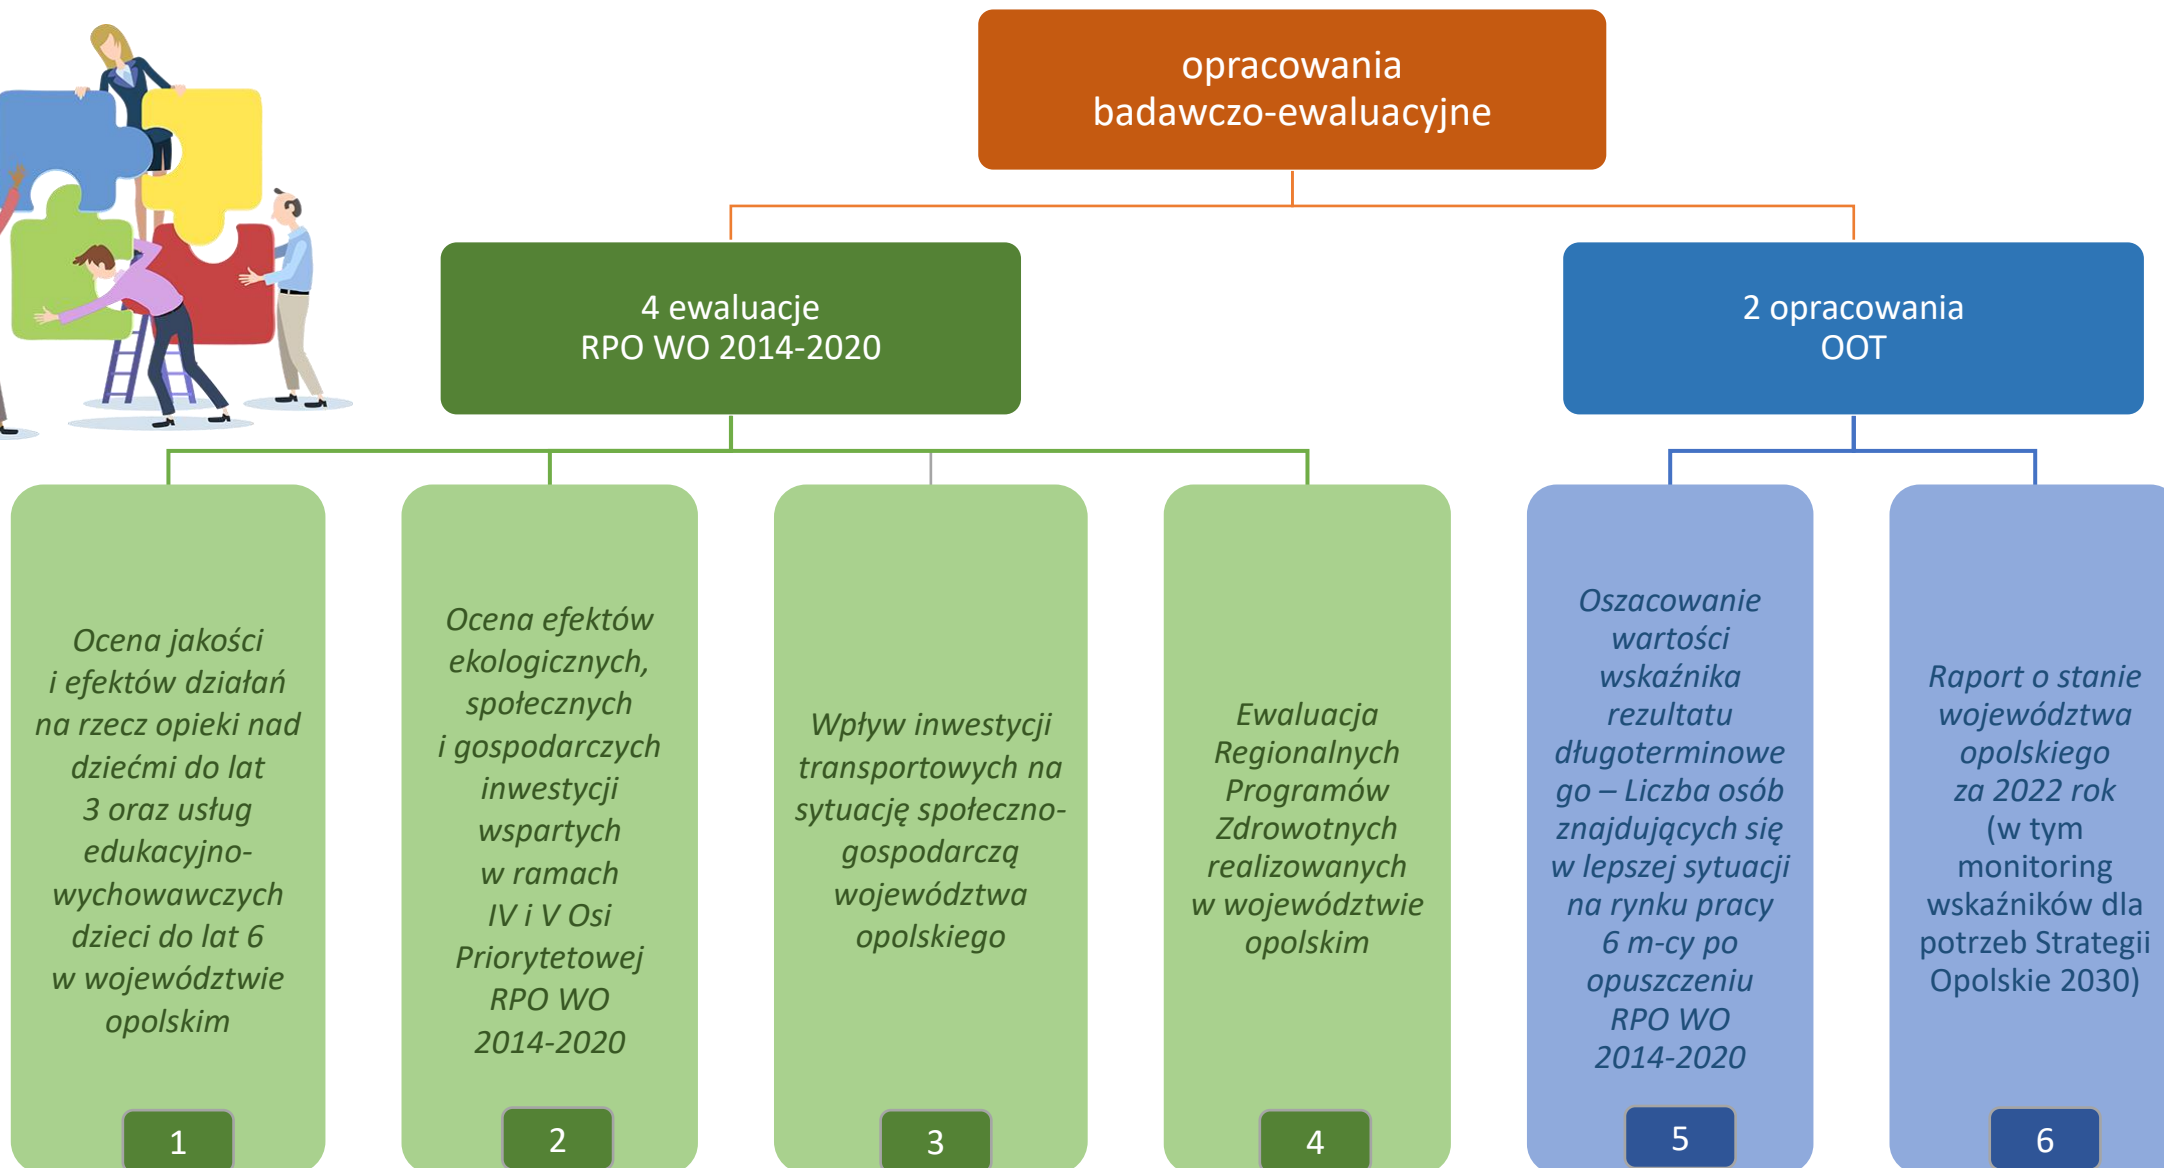 opracowania
badawczo-ewaluacyjne
4 ewaluacje
RPO WO 2014-2020
2 opracowania
OOT
Ocena jakości
i efektów działań
na rzecz opieki nad
dziećmi do lat
3 oraz usług
edukacyjno-
wychowawczych
dzieci do lat 6
w województwie
opolskim
1
Ocena efektów
ekologicznych,
społecznych
i gospodarczych
inwestycji
wspartych
w ramach
IV i V Osi
Priorytetowej
RPO WO
2014-2020
2
Wpływ inwestycji
transportowych na
sytuację społeczno-
gospodarczą
województwa
opolskiego
3
Ewaluacja
Regionalnych
Programów
Zdrowotnych
realizowanych
w województwie
opolskim
4
Oszacowanie
wartości
wskaźnika
rezultatu
długoterminowe
go – Liczba osób
znajdujących się
w lepszej sytuacji
na rynku pracy
6 m-cy po
opuszczeniu
RPO WO
2014-2020
5
Raport o stanie
województwa
opolskiego
za 2022 rok
(w tym
monitoring
wskaźników dla
potrzeb Strategii
Opolskie 2030)
6